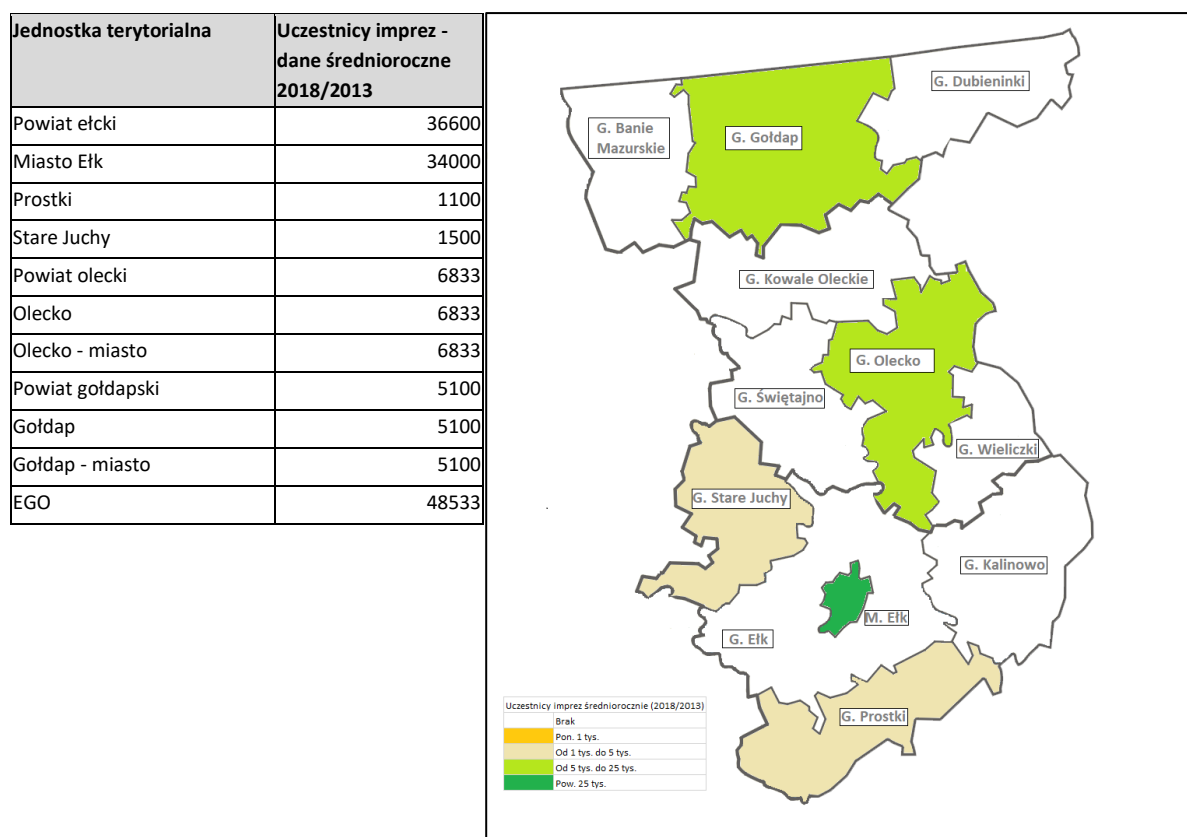 Jednostka terytorialna
Uczestnicy imprez -
dane średnioroczne
2018/2013
Powiat ełcki 36600
Miasto Ełk 34000
Prostki 1100
Stare Juchy 1500
Powiat olecki 6833
Olecko 6833
Olecko - miasto 6833
Powiat gołdapski 5100
Gołdap 5100
Gołdap - miasto 5100
EGO 48533
G. Dubeninki
G. Banie
Mazurskie
G. Gołdap
G. Kowale Oleckie
G. Olecko
G. Świętajno
G. Wieliczki
G. Stare Juchy
G. Kalinowo
M. Ełk
G. Ełk
G. Prostki
Uczestnicy imprez średniorocznie (2018/2013)
Brak
Pon. 1 tys.
Od 1 tys. do 5 tys.
Od 5 tys. do 25 tys.
Pow. 25 tys.